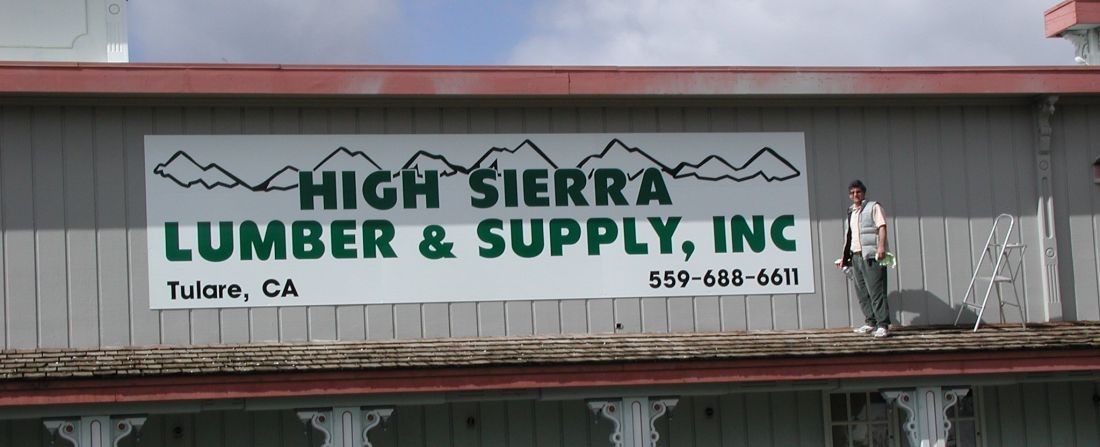 HIGH SIERRA
LUMBER & SUPPLY, INC
Tulare, CA
559-688-6611